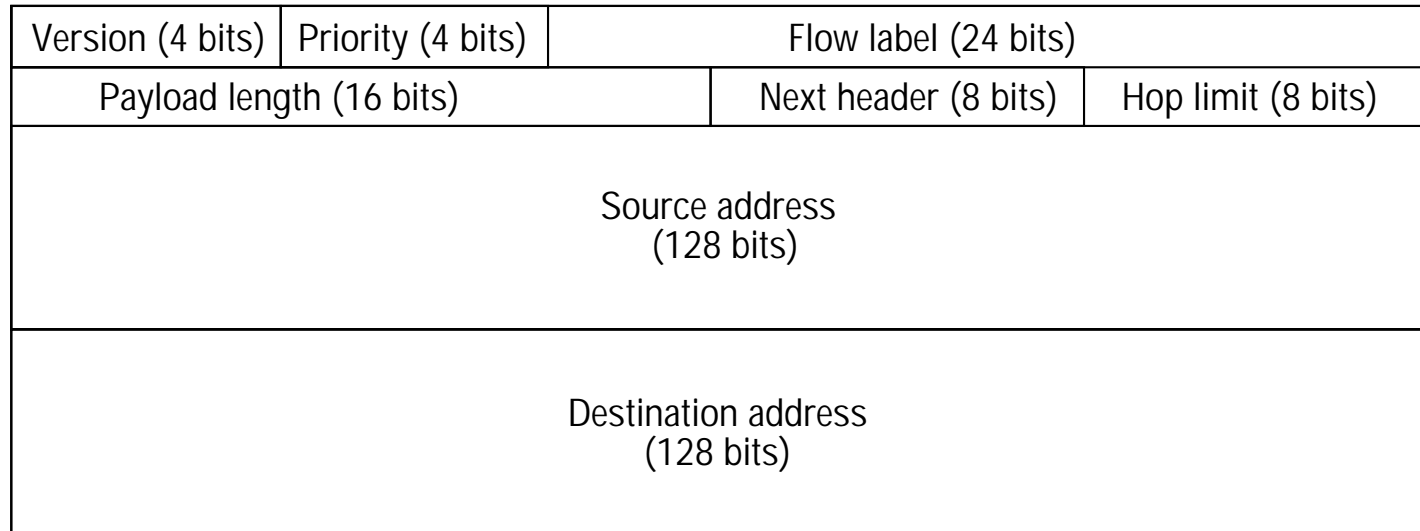 Version (4 bits) Priority (4 bits) Flow label (24 bits)
Payload length (16 bits) Next header (8 bits) Hop limit (8 bits)
Source address
(128 bits)
Destination address
(128 bits)